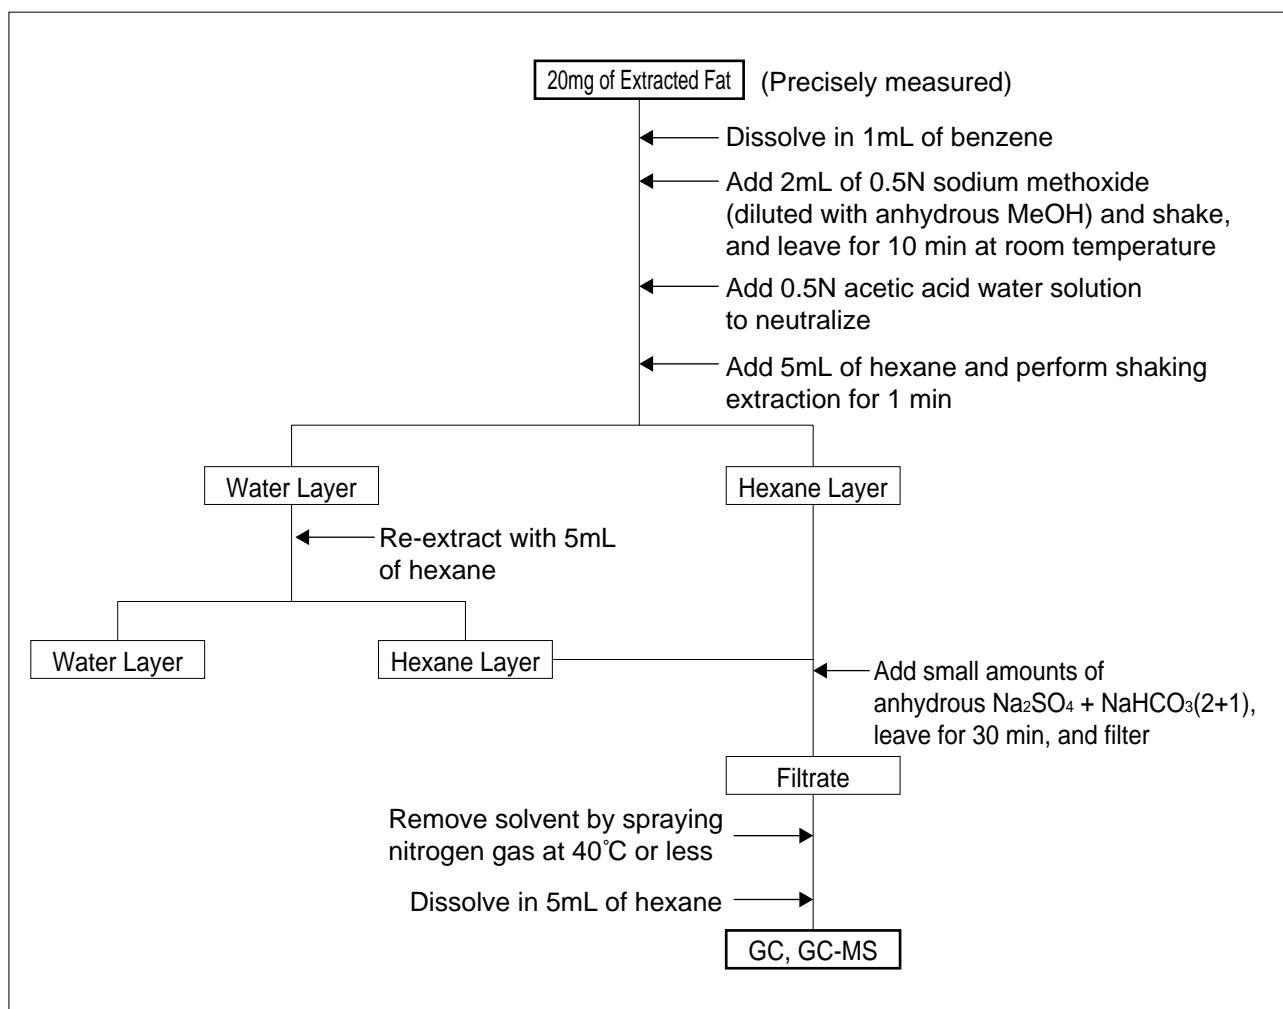 20mg of Extracted Fat (Precisely measured)
Dissolve in 1mL of benzene
Add 2mL of 0.5N sodium methoxide
(diluted with anhydrous MeOH) and shake,
and leave for 10 min at room temperature
Add 0.5N acetic acid water solution
to neutralize
Add 5mL of hexane and perform shaking
extraction for 1 min
Water Layer
Hexane Layer
Re-extract with 5mL
of hexane
Water Layer
Hexane Layer
Add small amounts of
anhydrous Na₂SO₄ + NaHCO₃(2+1),
leave for 30 min, and filter
Filtrate
Remove solvent by spraying
nitrogen gas at 40℃ or less
Dissolve in 5mL of hexane
GC, GC-MS